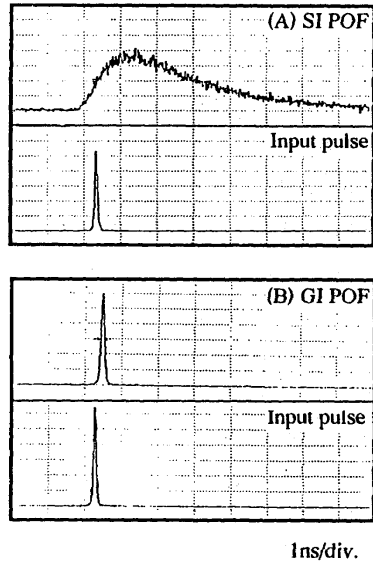 (A) SI POF
Input pulse
(B) GI POF
Input pulse
1ns/div.